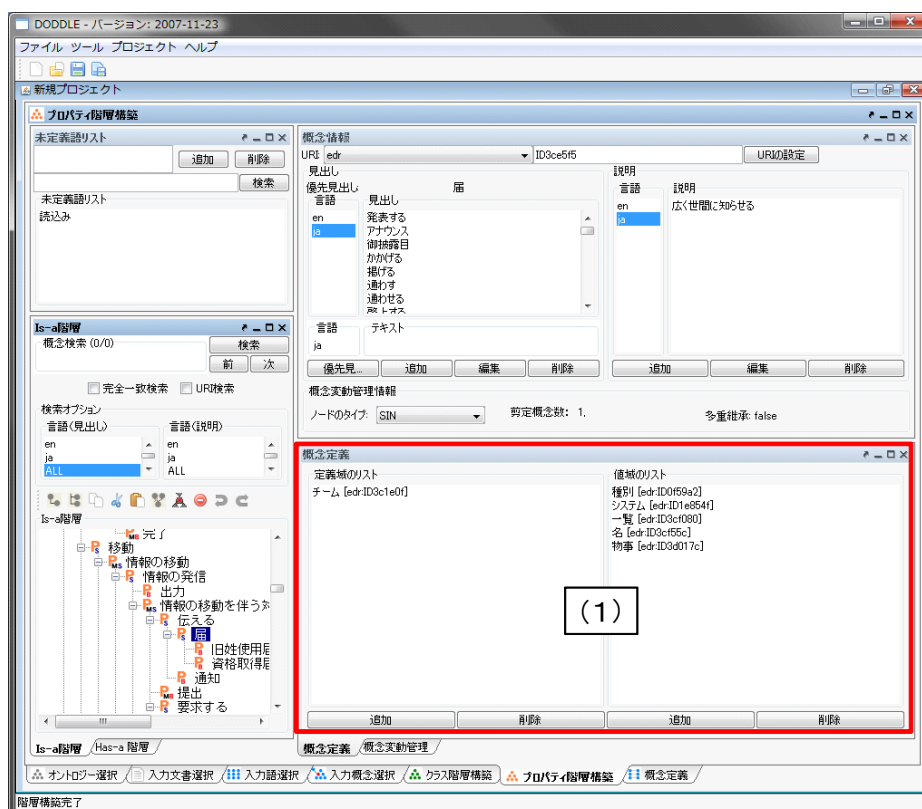 DODDLE - バージョン: 2007-11-23
ファイル ツール プロジェクト ヘルプ
新規プロジェクト
プロパティ階層構築
未定義語リスト
追加 削除
検索
未定義語リスト
読込み
概念情報
URI: edr ID3ce5f5 URIの設定
見出し
優先見出し: 届
言語 見出し
en
ja
発表する
アナウンス
御披露目
かかげる
掲げる
通わす
通わせる
言語 テキスト
ja
優先見... 追加 編集 削除
説明
言語 説明
en
ja
広く世間に知らせる
追加 編集 削除
概念変動管理情報
ノードのタイプ: SIN 剪定概念数: 1, 多重継承: false
Is-a階層
概念検索 (0/0) 検索
前 次
完全一致検索 URI検索
検索オプション
言語(見出し) 言語(説明)
en en
ja ja
ALL ALL
Is-a階層
完了
移動
情報の移動
情報の発信
出力
情報の移動を伴う対
伝える
届
旧姓使用届
資格取得届
通知
提出
要求する
Is-a階層 Has-a 階層
概念定義
定義域のリスト
チーム [edr:ID3c1e0f]
追加 削除
値域のリスト
種別 [edr:ID0f59a2]
システム [edr:ID1e854f]
一覧 [edr:ID3cf080]
名 [edr:ID3cf55c]
物事 [edr:ID3d017c]
追加 削除
(1)
概念定義 概念変動管理
オントロジー選択 入力文書選択 入力語選択 入力概念選択 クラス階層構築 プロパティ階層構築 概念定義
階層構築完了